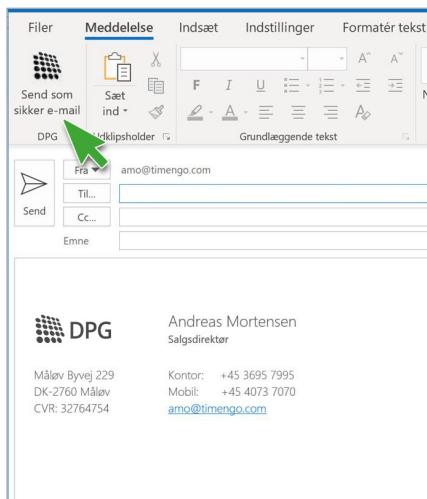 Filer Meddelelse Indsæt Indstillinger Formatér tekst
Send som sikker e-mail
Sæt ind
F I U
A A
A
DPG
Udklipsholder
Grundlæggende tekst
Send
Fra
amo@timengo.com
Til...
Cc...
Emne
DPG
Andreas Mortensen
Salgsdirektør
Måløv Byvej 229
DK-2760 Måløv
CVR: 32764754
Kontor: +45 3695 7995
Mobil: +45 4073 7070
amo@timengo.com